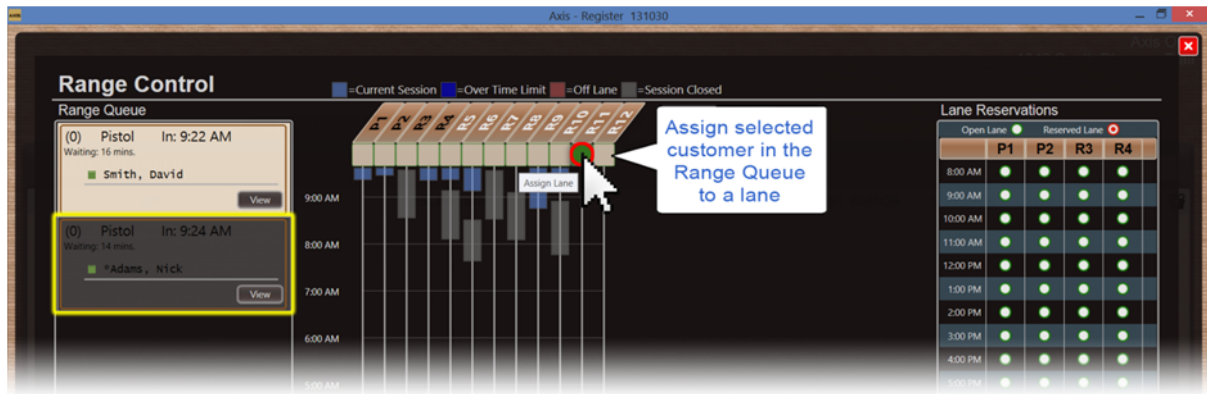 AXIS
Axis - Register 131030
Range Control
=Current Session =Over Time Limit =Off Lane =Session Closed
Range Queue
(0) Pistol In: 9:22 AM
Waiting: 16 mins.
Smith, David
View
(0) Pistol In: 9:24 AM
Waiting: 14 mins.
*Adams, Nick
View
P1 P2 R3 R4 R5 R6 R7 R8 R9 R10 R11 R12
Assign Lane
9:00 AM
8:00 AM
7:00 AM
6:00 AM
5:00 AM
Assign selected
customer in the
Range Queue
to a lane
Lane Reservations
Open Lane Reserved Lane
P1 P2 R3 R4
8:00 AM
9:00 AM
10:00 AM
11:00 AM
12:00 PM
1:00 PM
2:00 PM
3:00 PM
4:00 PM
5:00 PM